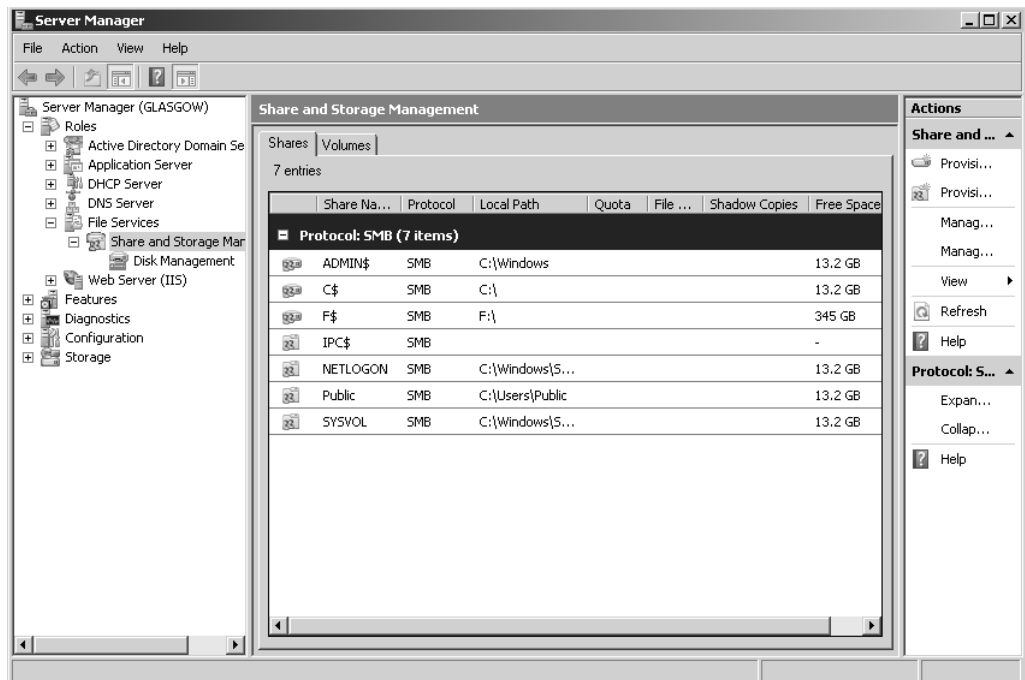 Server Manager
File Action View Help
Server Manager (GLASGOW)
Roles
Active Directory Domain Se
Application Server
DHCP Server
DNS Server
File Services
Share and Storage Mar
Disk Management
Web Server (IIS)
Features
Diagnostics
Configuration
Storage
Share and Storage Management
Shares Volumes
7 entries
Share Na... Protocol Local Path Quota File ... Shadow Copies Free Space
Protocol: SMB (7 items)
ADMIN$ SMB C:\Windows 13.2 GB
C$ SMB C:\ 13.2 GB
F$ SMB F:\ 345 GB
IPC$ SMB -
NETLOGON SMB C:\Windows\S... 13.2 GB
Public SMB C:\Users\Public 13.2 GB
SYSVOL SMB C:\Windows\S... 13.2 GB
Actions
Share and ...
Provisi...
Provisi...
Manag...
Manag...
View
Refresh
Help
Protocol: S...
Expan...
Collap...
Help